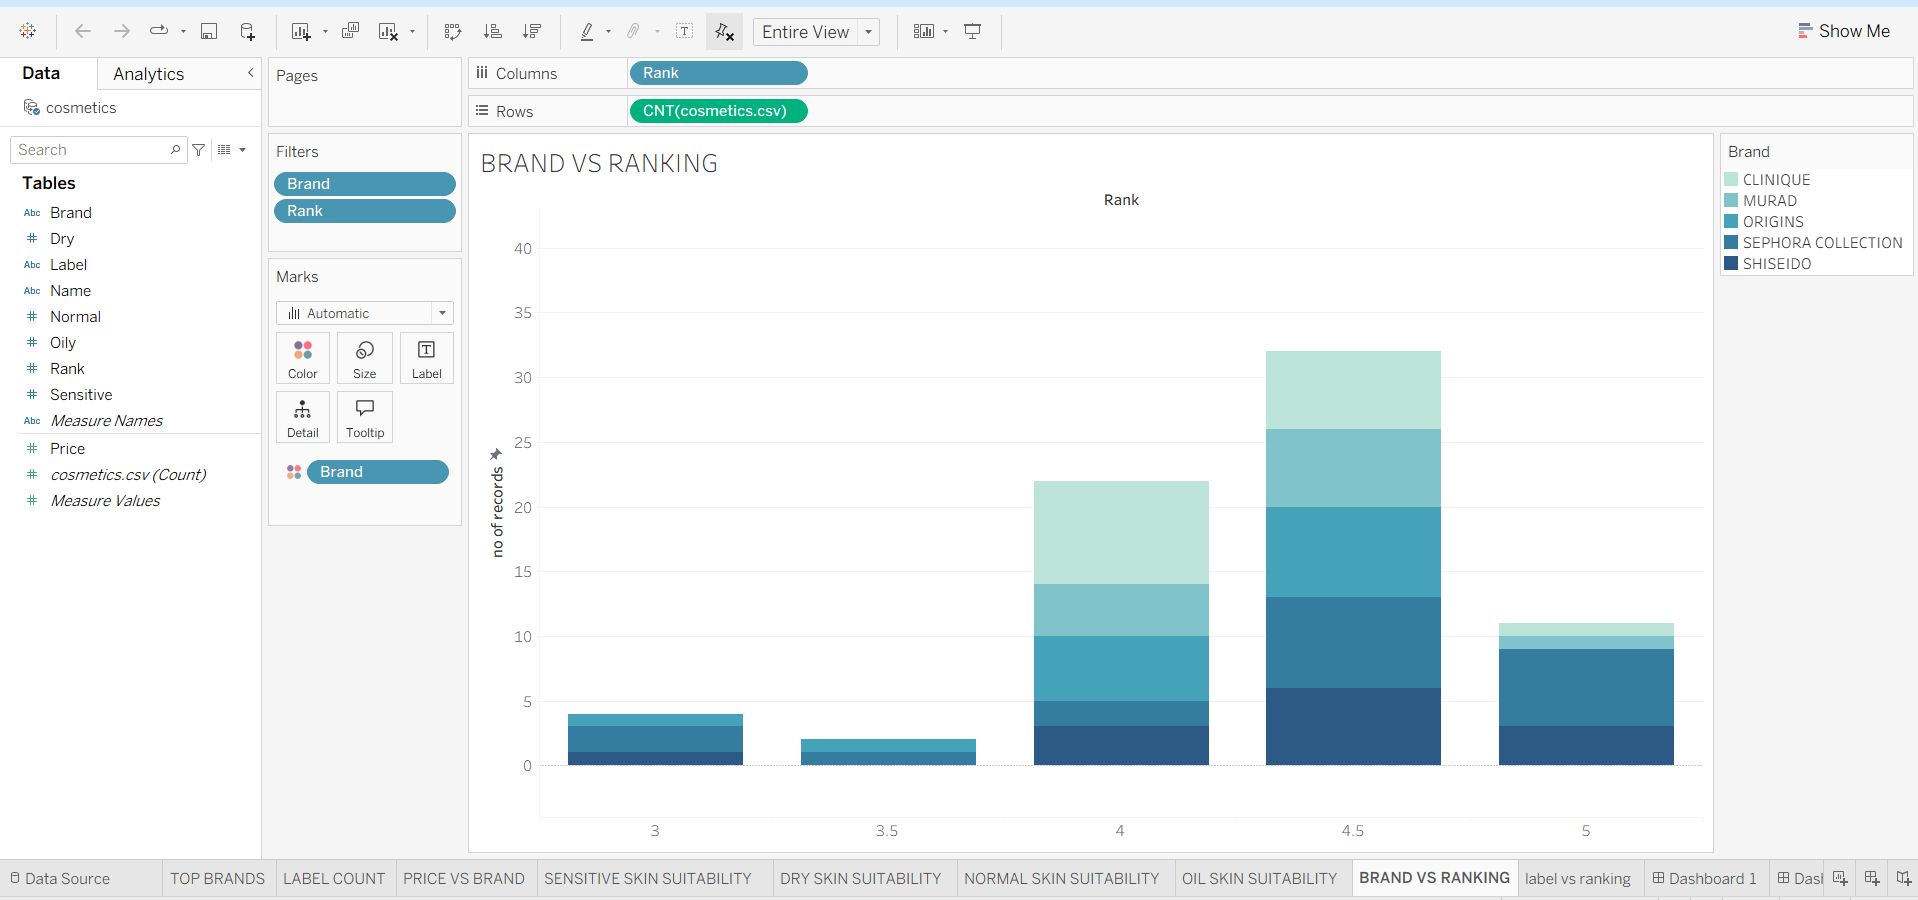 Entire View
Show Me
Data
Analytics
cosmetics
Search
Tables
Abc Brand
# Dry
Abc Label
Abc Name
# Normal
# Oily
# Rank
# Sensitive
Abc Measure Names
# Price
# cosmetics.csv (Count)
# Measure Values
Pages
Filters
Brand
Rank
Marks
Automatic
Color
Size
T
Label
Detail
Tooltip
Brand
Columns
Rank
Rows
CNT(cosmetics.csv)
BRAND VS RANKING
Rank
no of records
40
35
30
25
20
15
10
5
0
3
3.5
4
4.5
5
Brand
CLINIQUE
MURAD
ORIGINS
SEPHORA COLLECTION
SHISEIDO
Data Source
TOP BRANDS
LABEL COUNT
PRICE VS BRAND
SENSITIVE SKIN SUITABILITY
DRY SKIN SUITABILITY
NORMAL SKIN SUITABILITY
OIL SKIN SUITABILITY
BRAND VS RANKING
label vs ranking
Dashboard 1
Das